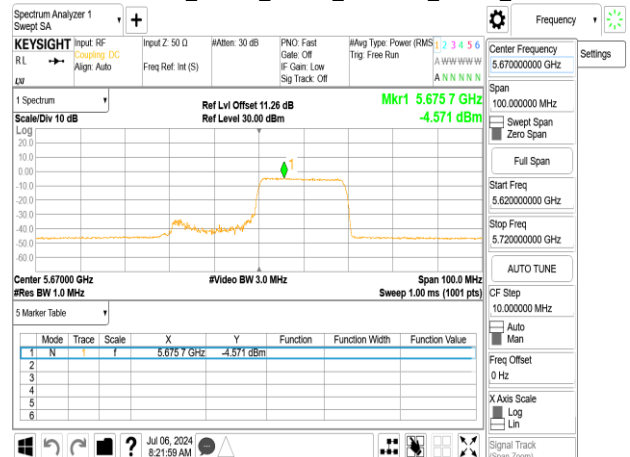 Spectrum Analyzer 1
Swept SA
Frequency
KEYSIGHT
Input: RF
Coupling: DC
Align: Auto
Input Z: 50 Ω
Freq Ref: Int (S)
#Atten: 30 dB
PNO: Fast
Gate: Off
IF Gain: Low
Sig Track: Off
#Avg Type: Power (RMS
Trig: Free Run
1 2 3 4 5 6
A W W W W W
A N N N N N
RL
LXI
1 Spectrum
Scale/Div 10 dB
Ref Lvl Offset 11.26 dB
Ref Level 30.00 dBm
Mkr1 5.675 7 GHz
-4.571 dBm
Log
20.0
10.0
0.00
-10.0
-20.0
-30.0
-40.0
-50.0
-60.0
1
Center 5.67000 GHz
#Res BW 1.0 MHz
#Video BW 3.0 MHz
Span 100.0 MHz
Sweep 1.00 ms (1001 pts)
5 Marker Table
Mode Trace Scale X Y Function Function Width Function Value
1 N 1 f 5.675 7 GHz -4.571 dBm
2
3
4
5
6
?
Jul 06, 2024
8:21:59 AM
Center Frequency
5.670000000 GHz
Settings
Span
100.000000 MHz
Swept Span
Zero Span
Full Span
Start Freq
5.620000000 GHz
Stop Freq
5.720000000 GHz
AUTO TUNE
CF Step
10.000000 MHz
Auto
Man
Freq Offset
0 Hz
X Axis Scale
Log
Lin
Signal Track
(Span Zoom)